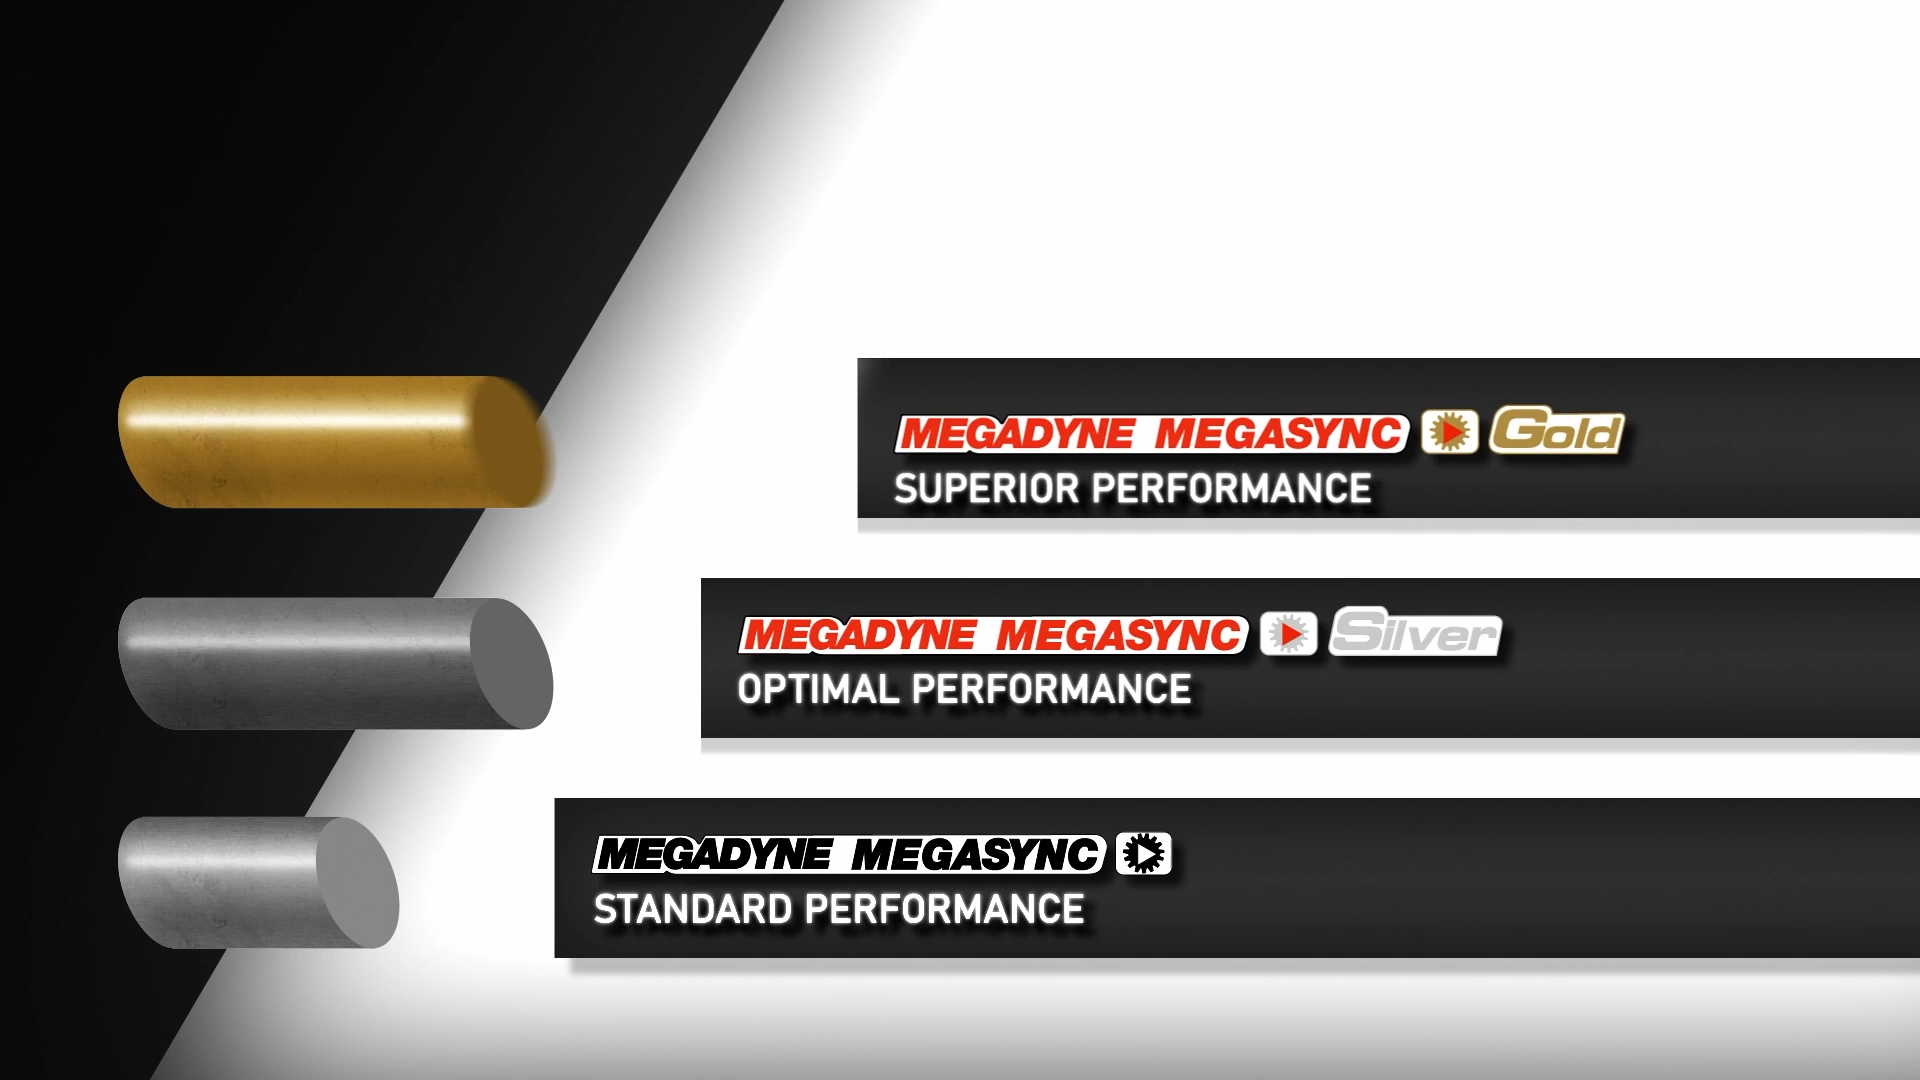 MEGADYNE MEGASYNC Gold
SUPERIOR PERFORMANCE
MEGADYNE MEGASYNC Silver
OPTIMAL PERFORMANCE
MEGADYNE MEGASYNC
STANDARD PERFORMANCE